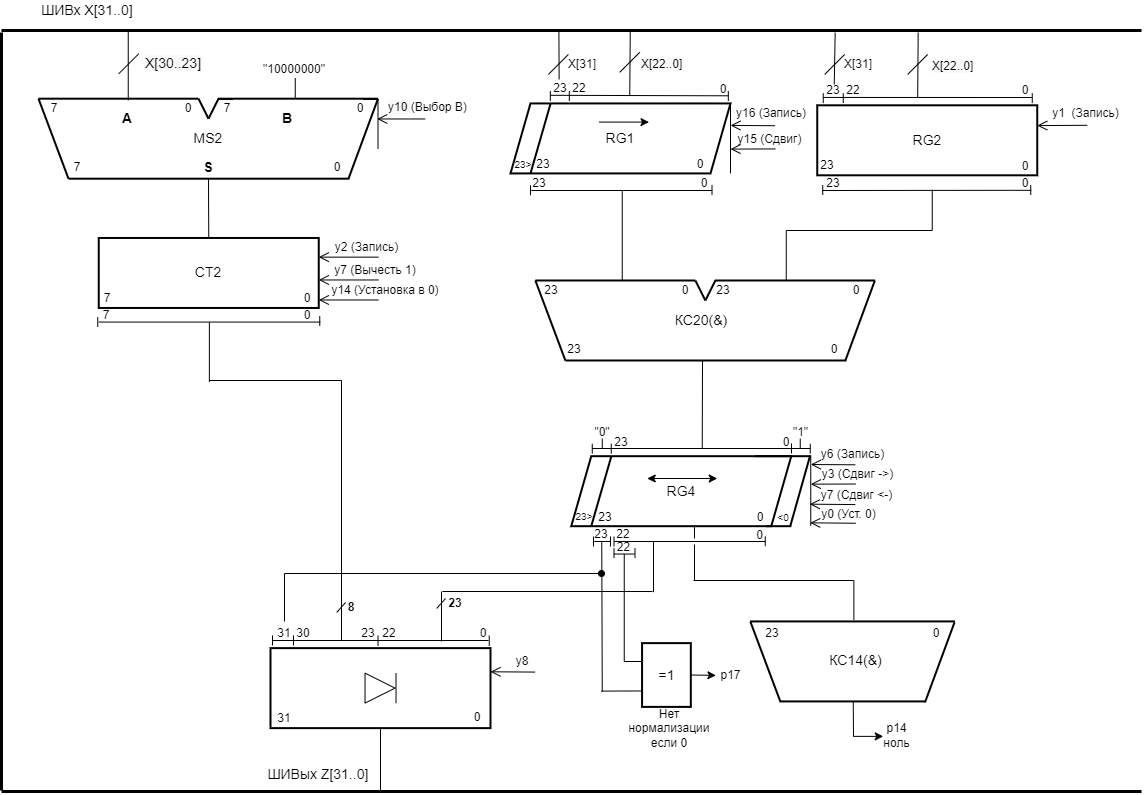 ШИВх X[31..0]
X[30..23]
"10000000"
X[31]
X[22..0]
X[31]
X[22..0]
23 22 0
23 22 0
7 0 7 0
A B
y10 (Выбор B)
MS2
7 S 0
y16 (Запись)
y15 (Сдвиг)
RG1
23> 23 0
23 0
y1 (Запись)
RG2
23 0
23 0
y2 (Запись)
y7 (Вычесть 1)
y14 (Установка в 0)
CT2
7 0
7 0
23 0 23 0
КС20(&)
23 0
"0" 23 0 "1"
y6 (Запись)
y3 (Сдвиг ->)
y7 (Сдвиг <-)
y0 (Уст. 0)
RG4
23> 23 0 <0
23 22 0
22
8
23
31 30 23 22 0
y8
31 0
=1
p17
Нет
нормализации
если 0
23 0
КС14(&)
p14
ноль
ШИВых Z[31..0]